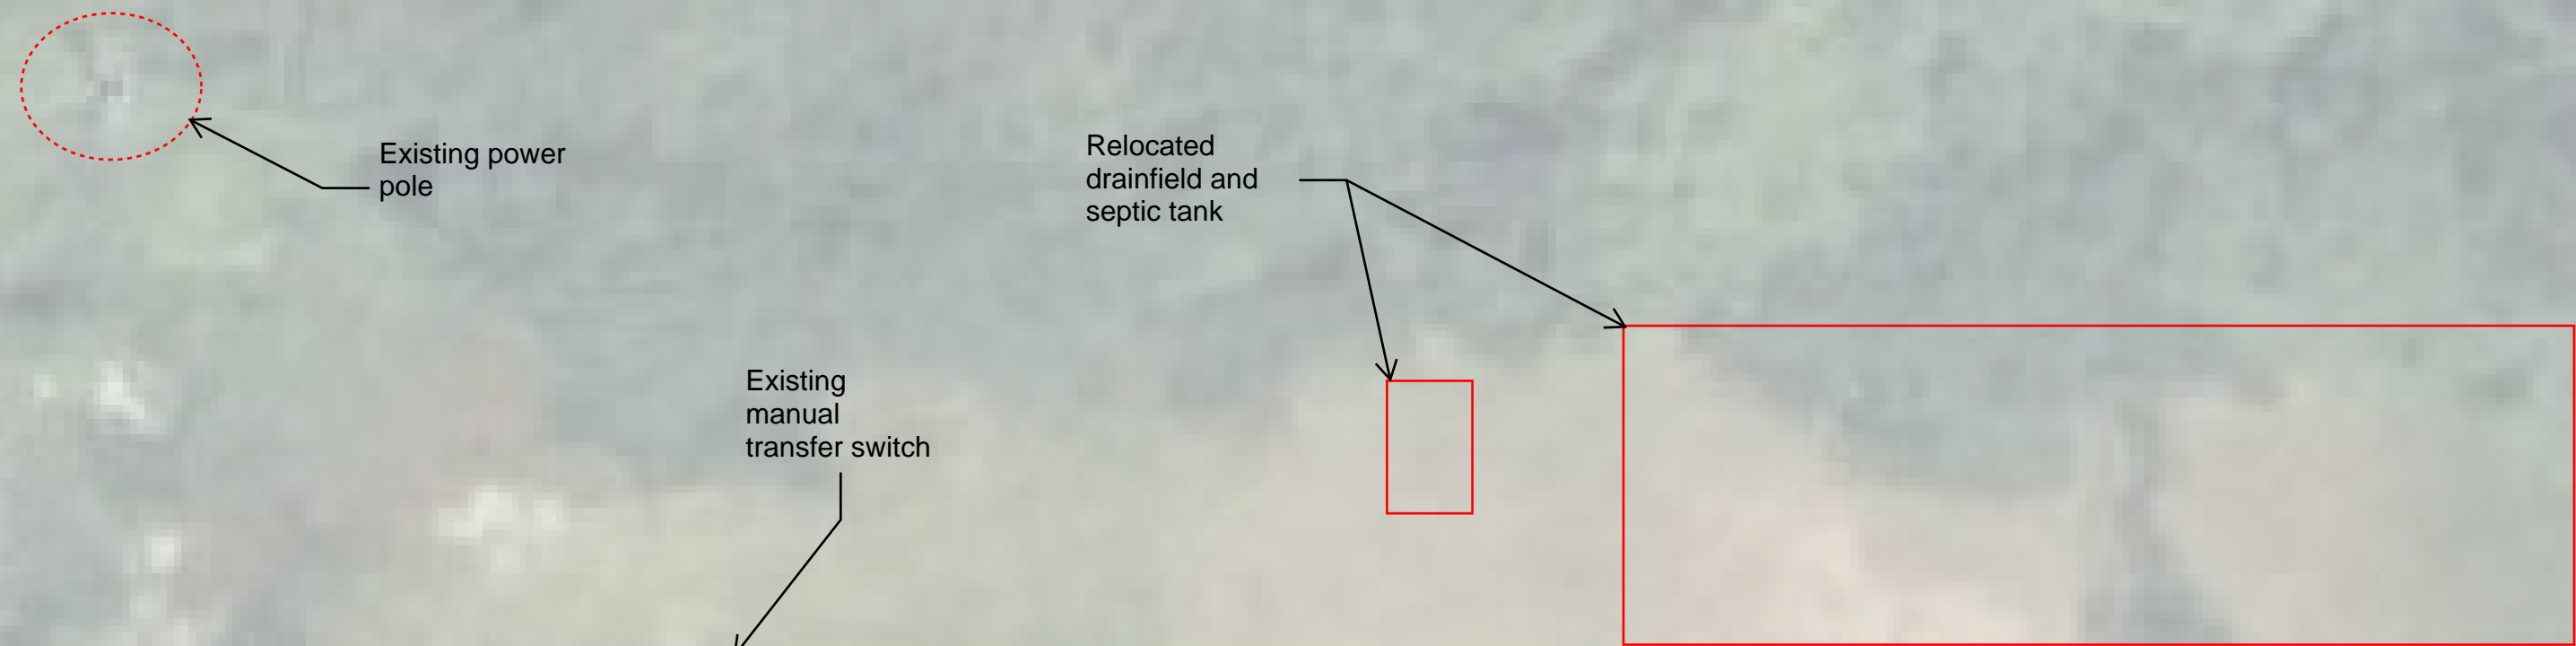 Existing power
pole
Relocated
drainfield and
septic tank
Existing
manual
transfer switch